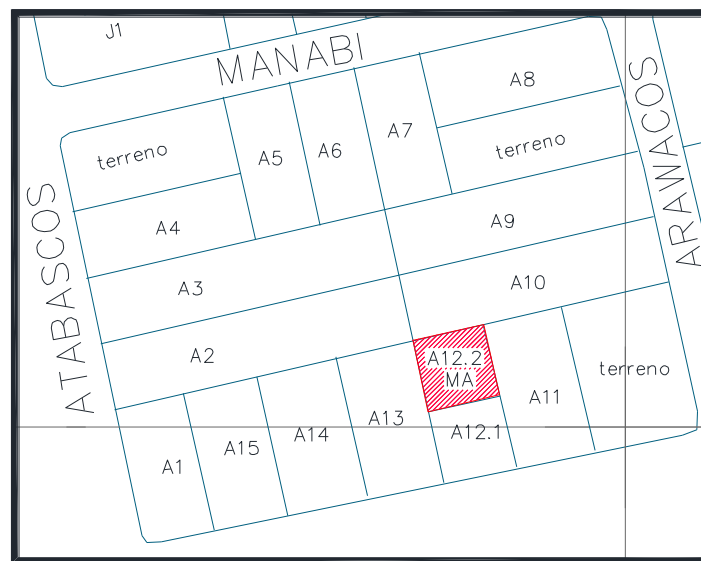 J1
MANABI
A8
ARAWACOS
terreno
A5
A6
A7
terreno
ATABASCOS
A4
A9
A3
A10
A2
A12.2
MA
terreno
A11
A13
A12.1
A14
A15
A1